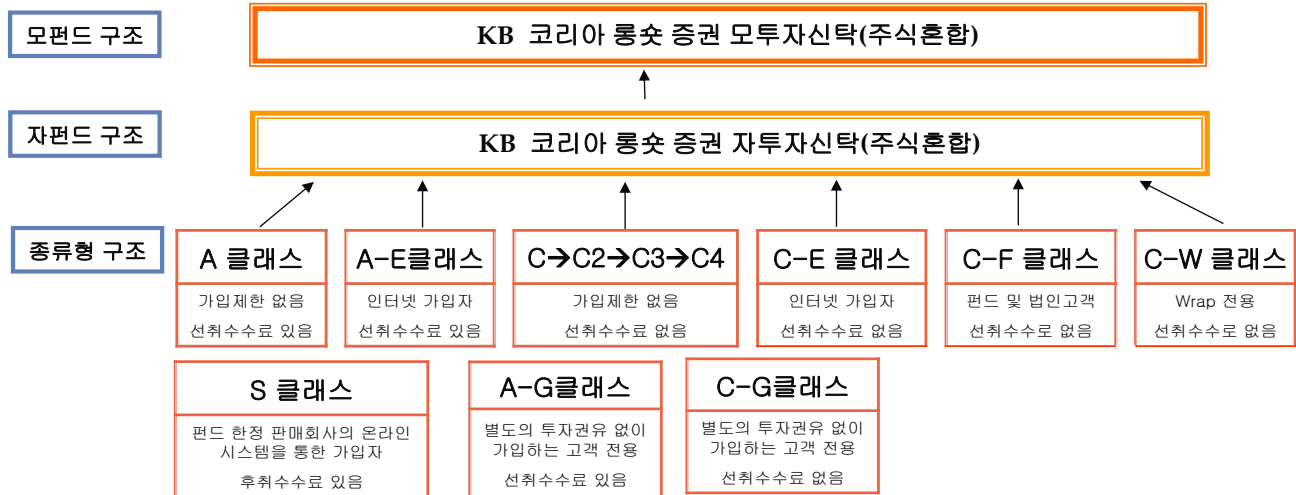 모펀드 구조
KB 코리아 롱숏 증권 모투자신탁(주식혼합)
자펀드 구조
KB 코리아 롱숏 증권 자투자신탁(주식혼합)
종류형 구조
A 클래스
가입제한 없음
선취수수료 있음
A-E클래스
인터넷 가입자
선취수수료 있음
C→C2→C3→C4
가입제한 없음
선취수수료 없음
C-E 클래스
인터넷 가입자
선취수수료 없음
C-F 클래스
펀드 및 법인고객
선취수수로 없음
C-W 클래스
Wrap 전용
선취수수로 없음
S 클래스
펀드 한정 판매회사의 온라인
시스템을 통한 가입자
후취수수료 있음
A-G클래스
별도의 투자권유 없이
가입하는 고객 전용
선취수수료 있음
C-G클래스
별도의 투자권유 없이
가입하는 고객 전용
선취수수료 없음